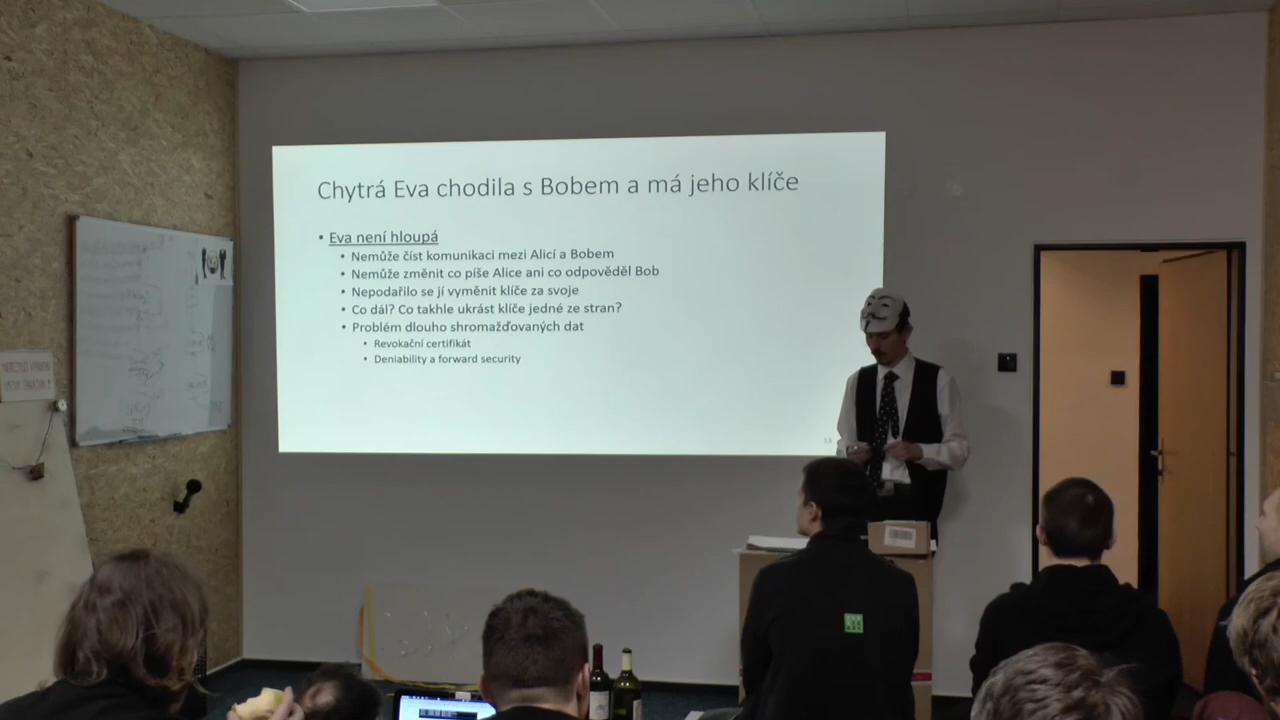 Chytrá Eva chodila s Bobem a má jeho klíče
• Eva není hloupá
• Nemůže číst komunikaci mezi Alicí a Bobem
• Nemůže změnit co píše Alice ani co odpověděl Bob
• Nepodařilo se jí vyměnit klíče za svoje
• Co dál? Co takhle ukrást klíče jedné ze stran?
• Problém dlouho shromažďovaných dat
• Revokační certifikát
• Deniability a forward security